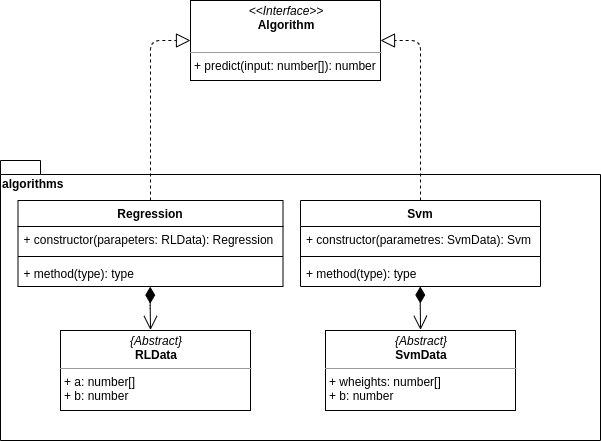 <<Interface>>
Algorithm
+ predict(input: number[]): number
algorithms
Regression
+ constructor(parapeters: RLData): Regression
+ method(type): type
Svm
+ constructor(parametres: SvmData): Svm
+ method(type): type
{Abstract}
RLData
+ a: number[]
+ b: number
{Abstract}
SvmData
+ wheights: number[]
+ b: number